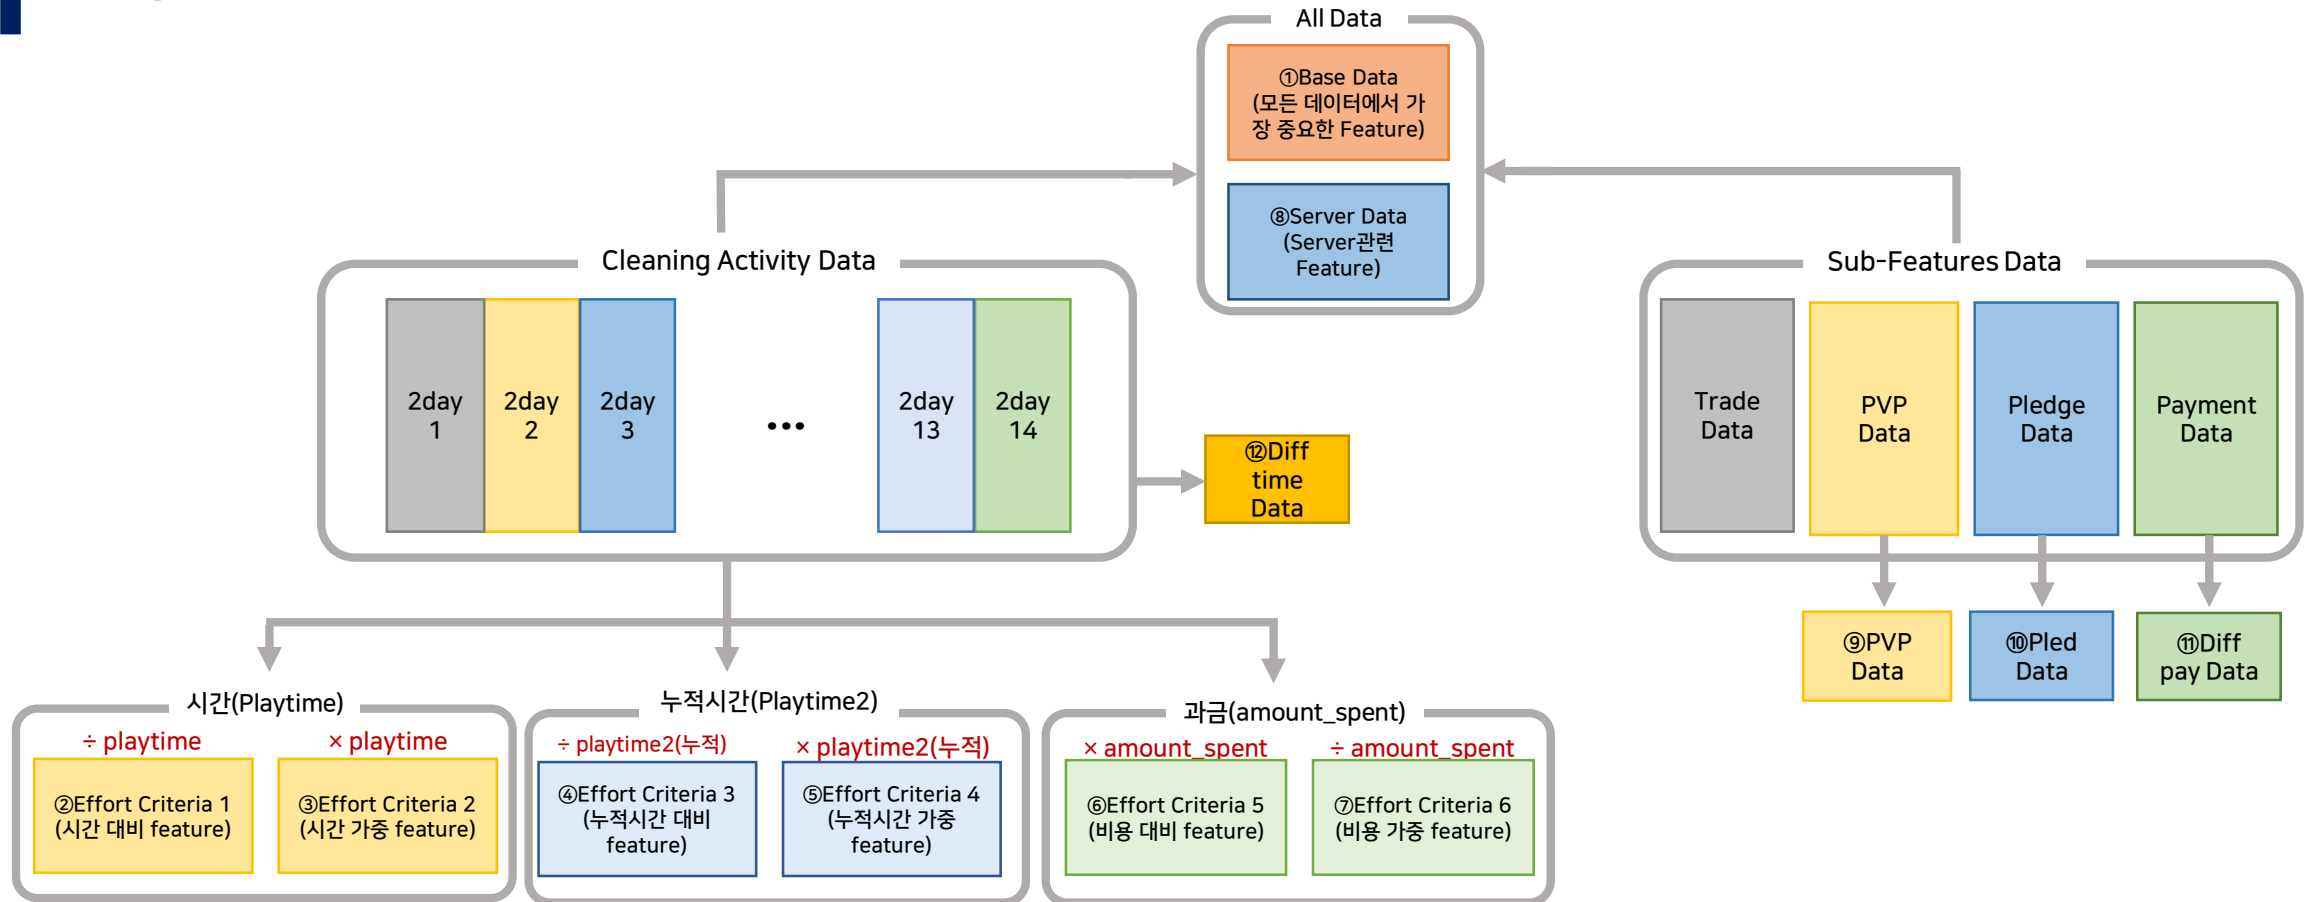 All Data
①Base Data
(모든 데이터에서 가
장 중요한 Feature)
⑧Server Data
(Server관련
Feature)
Cleaning Activity Data
2day
1
2day
2
2day
3
...
2day
13
2day
14
⑫Diff
time
Data
Sub-Features Data
Trade
Data
PVP
Data
Pledge
Data
Payment
Data
⑨PVP
Data
⑩Pled
Data
⑪Diff
pay Data
시간(Playtime)
÷ playtime
× playtime
②Effort Criteria 1
(시간 대비 feature)
③Effort Criteria 2
(시간 가중 feature)
누적시간(Playtime2)
÷ playtime2(누적)
× playtime2(누적)
④Effort Criteria 3
(누적시간 대비
feature)
⑤Effort Criteria 4
(누적시간 가중
feature)
과금(amount_spent)
× amount_spent
÷ amount_spent
⑥Effort Criteria 5
(비용 대비 feature)
⑦Effort Criteria 6
(비용 가중 feature)